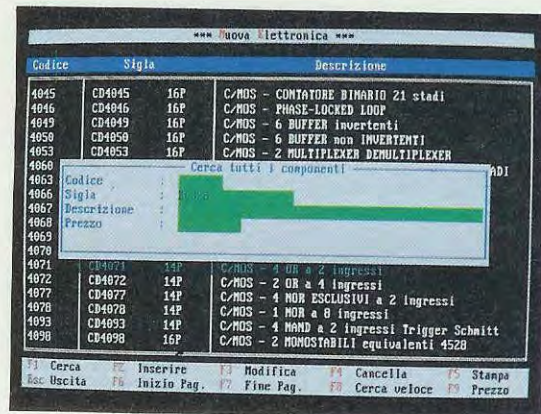 *** Nuova Elettronica ***
Codice Sigla Descrizione
4045 CD4045 16P C/MOS - CONTATORE BINARIO 21 stadi
4046 CD4046 16P C/MOS - PHASE-LOCKED LOOP
4049 CD4049 16P C/MOS - 6 BUFFER invertenti
4050 CD4050 16P C/MOS - 6 BUFFER non INVERTENTI
4053 CD4053 16P C/MOS - 2 MULTIPLEXER DEMULTIPLEXER
4060 ADI
Cerca tutti i componenti
4063 Codice :
4066 Sigla :
4067 Descrizione :
4068 Prezzo :
4069
4070
4071 CD4071 14P C/MOS - 4 OR a 2 ingressi
4072 CD4072 14P C/MOS - 2 OR a 4 ingressi
4077 CD4077 14P C/MOS - 4 NOR ESCLUSIVI a 2 ingressi
4078 CD4078 14P C/MOS - 1 NOR a 8 ingressi
4093 CD4093 14P C/MOS - 4 NAND a 2 ingressi Trigger Schmitt
4098 CD4098 16P C/MOS - 2 MONOSTABILI equivalenti 4528
F1 Cerca F2 Inserire F3 Modifica F4 Cancella F5 Stampa
Esc Uscita F6 Inizio Pag. F7 Fine Pag. F8 Cerca veloce F9 Prezzo